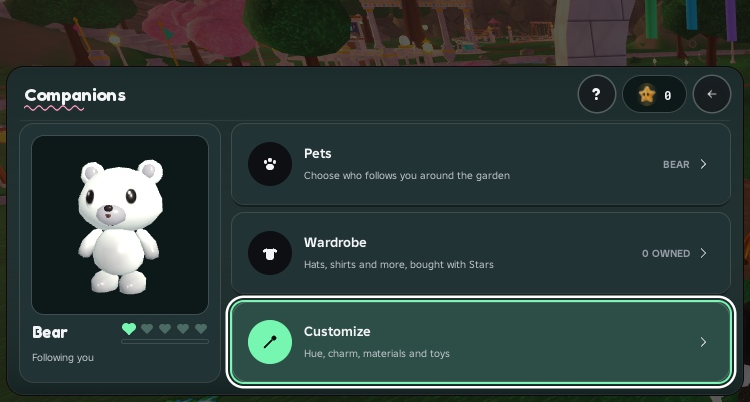 Companions
?
0
Bear
Following you
Pets
Choose who follows you around the garden
BEAR
Wardrobe
Hats, shirts and more, bought with Stars
0 OWNED
Customize
Hue, charm, materials and toys